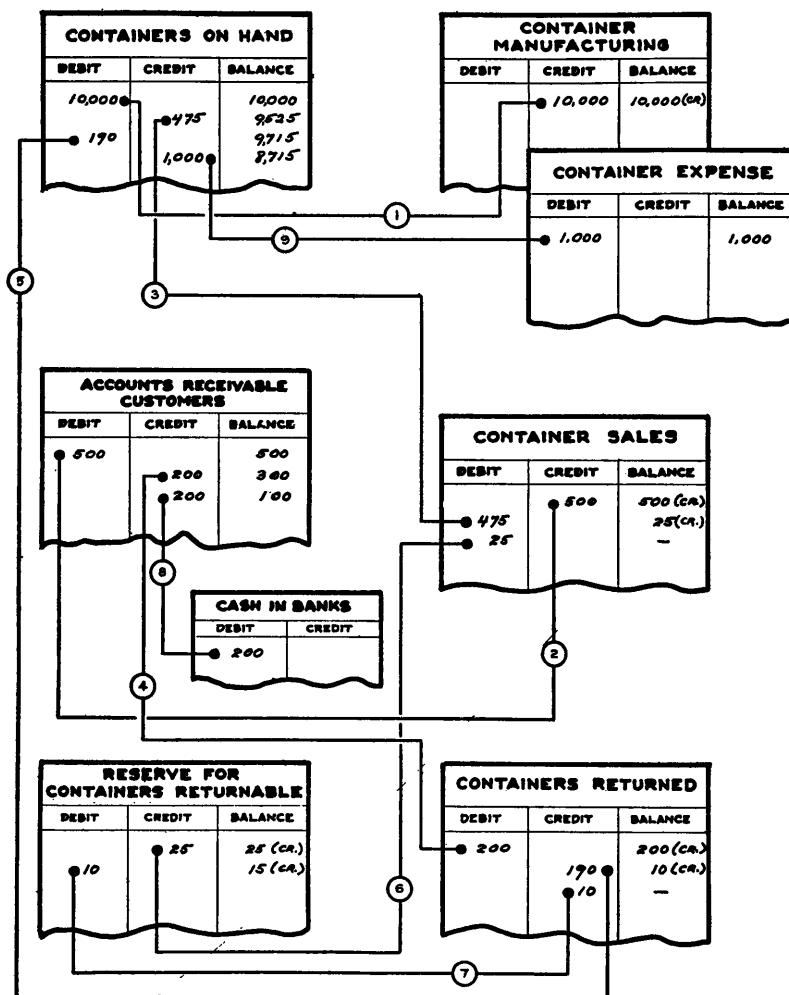 CONTAINERS ON HAND
DEBIT CREDIT BALANCE
10,000 10,000
475 9,525
190 9,715
1,000 8,715
CONTAINER
MANUFACTURING
DEBIT CREDIT BALANCE
10,000 10,000 (CR)
CONTAINER EXPENSE
DEBIT CREDIT BALANCE
1,000 1,000
1
9
5
3
ACCOUNTS RECEIVABLE
CUSTOMERS
DEBIT CREDIT BALANCE
500 500
200 300
200 100
CONTAINER SALES
DEBIT CREDIT BALANCE
500 500 (CR.)
475 25 (CR.)
25 —
8
CASH IN BANKS
DEBIT CREDIT
200
2
4
RESERVE FOR
CONTAINERS RETURNABLE
DEBIT CREDIT BALANCE
25 25 (CR.)
10 15 (CR.)
CONTAINERS RETURNED
DEBIT CREDIT BALANCE
200 200 (CR.)
190 10 (CR.)
10 —
6
7